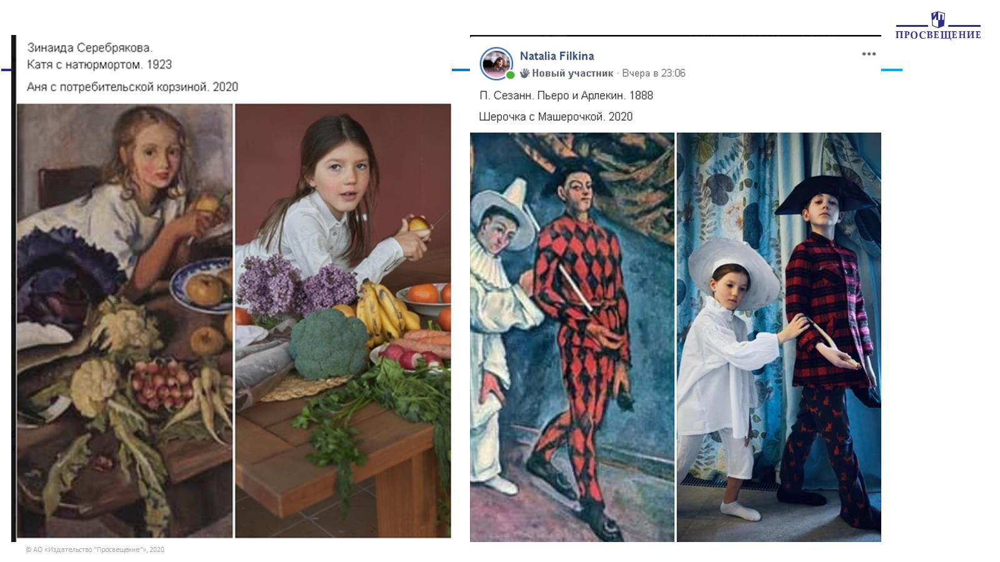 ПРОСВЕЩЕНИЕ
Зинаида Серебрякова.
Катя с натюрмортом. 1923
Аня с потребительской корзиной. 2020
Natalia Filkina
Новый участник · Вчера в 23:06
П. Сезанн. Пьеро и Арлекин. 1888
Шерочка с Машерочкой. 2020
© АО «Издательство "Просвещение"», 2020